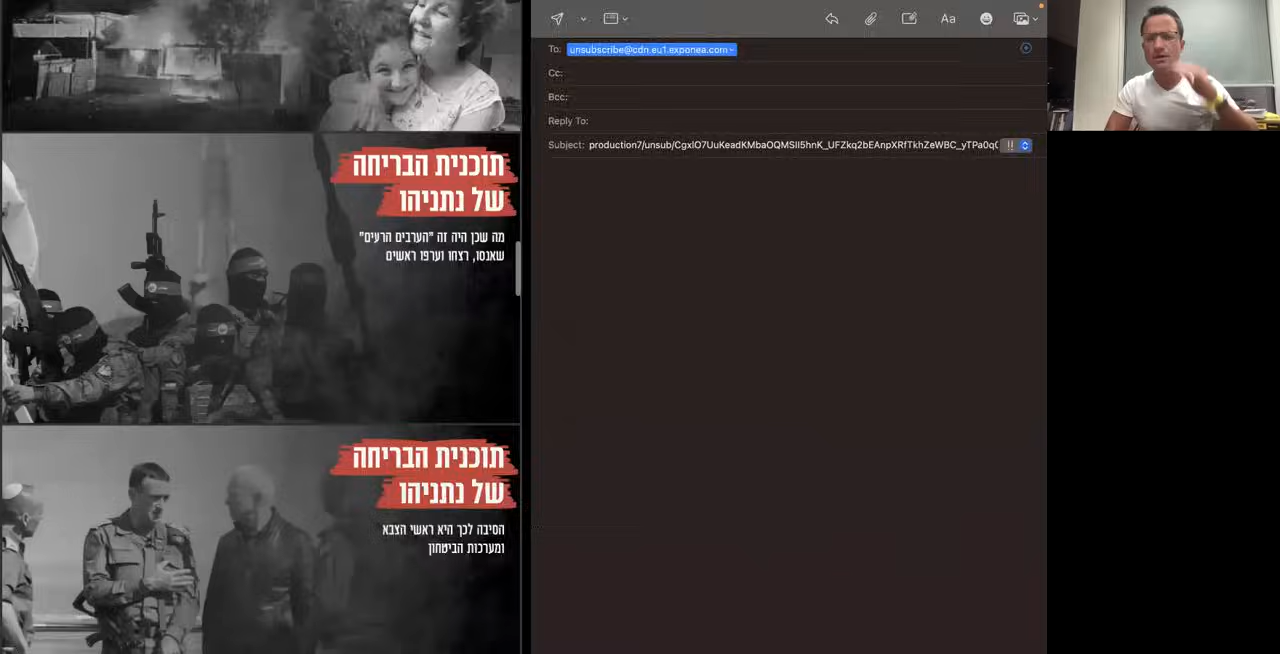 תוכנית הבריחה
של נתניהו
מה שכן היה זה "הערבים הרעים"
שאנסו, רצחו וערפו ראשים
תוכנית הבריחה
של נתניהו
הסיבה לכך היא ראשי הצבא
ומערכות הביטחון
Aa
To: unsubscribe@cdn.eu1.exponea.com
Cc:
Bcc:
Reply To:
Subject: production7/unsub/CgxlO7UuKeadKMbaOQMSII5hnK_UFZkq2bEAnpXRfTkhZeWBC_yTPa0q( !!